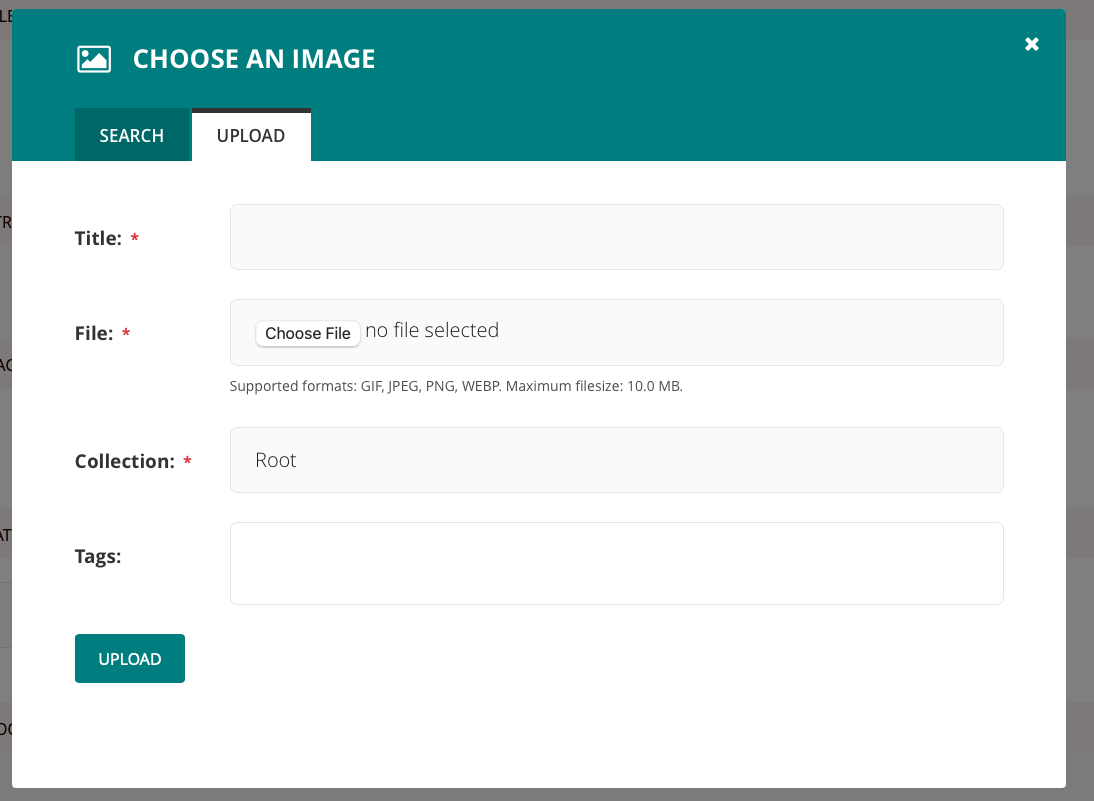 CHOOSE AN IMAGE
SEARCH
UPLOAD
Title: *
File: *
Choose File no file selected
Supported formats: GIF, JPEG, PNG, WEBP. Maximum filesize: 10.0 MB.
Collection: *
Root
Tags:
UPLOAD